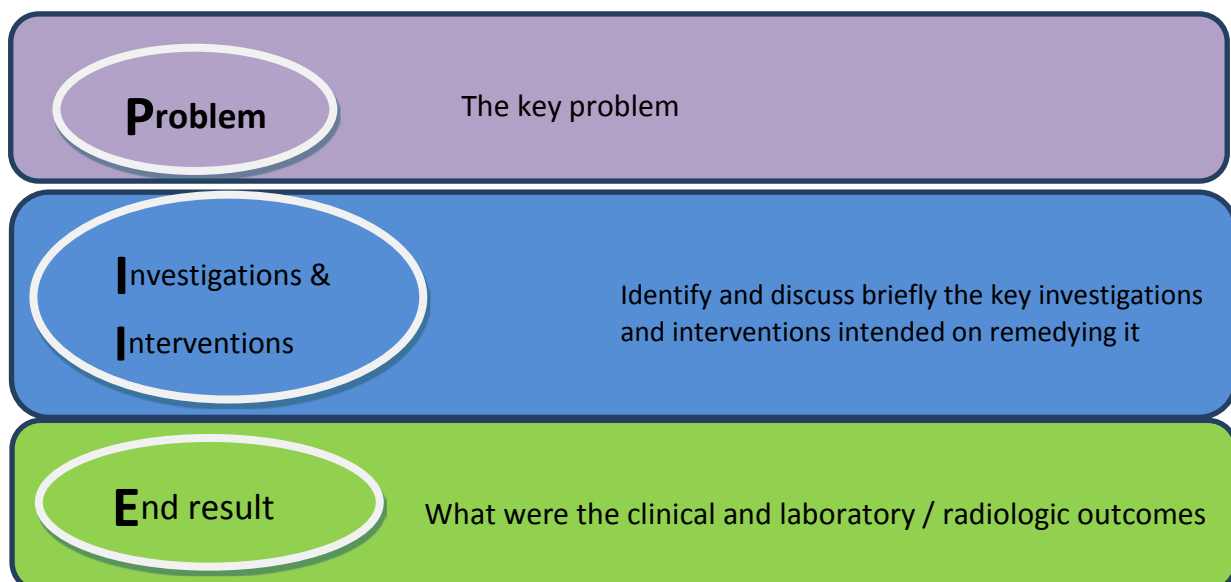 Problem
The key problem
Investigations &
Interventions
Identify and discuss briefly the key investigations
and interventions intended on remedying it
End result
What were the clinical and laboratory / radiologic outcomes